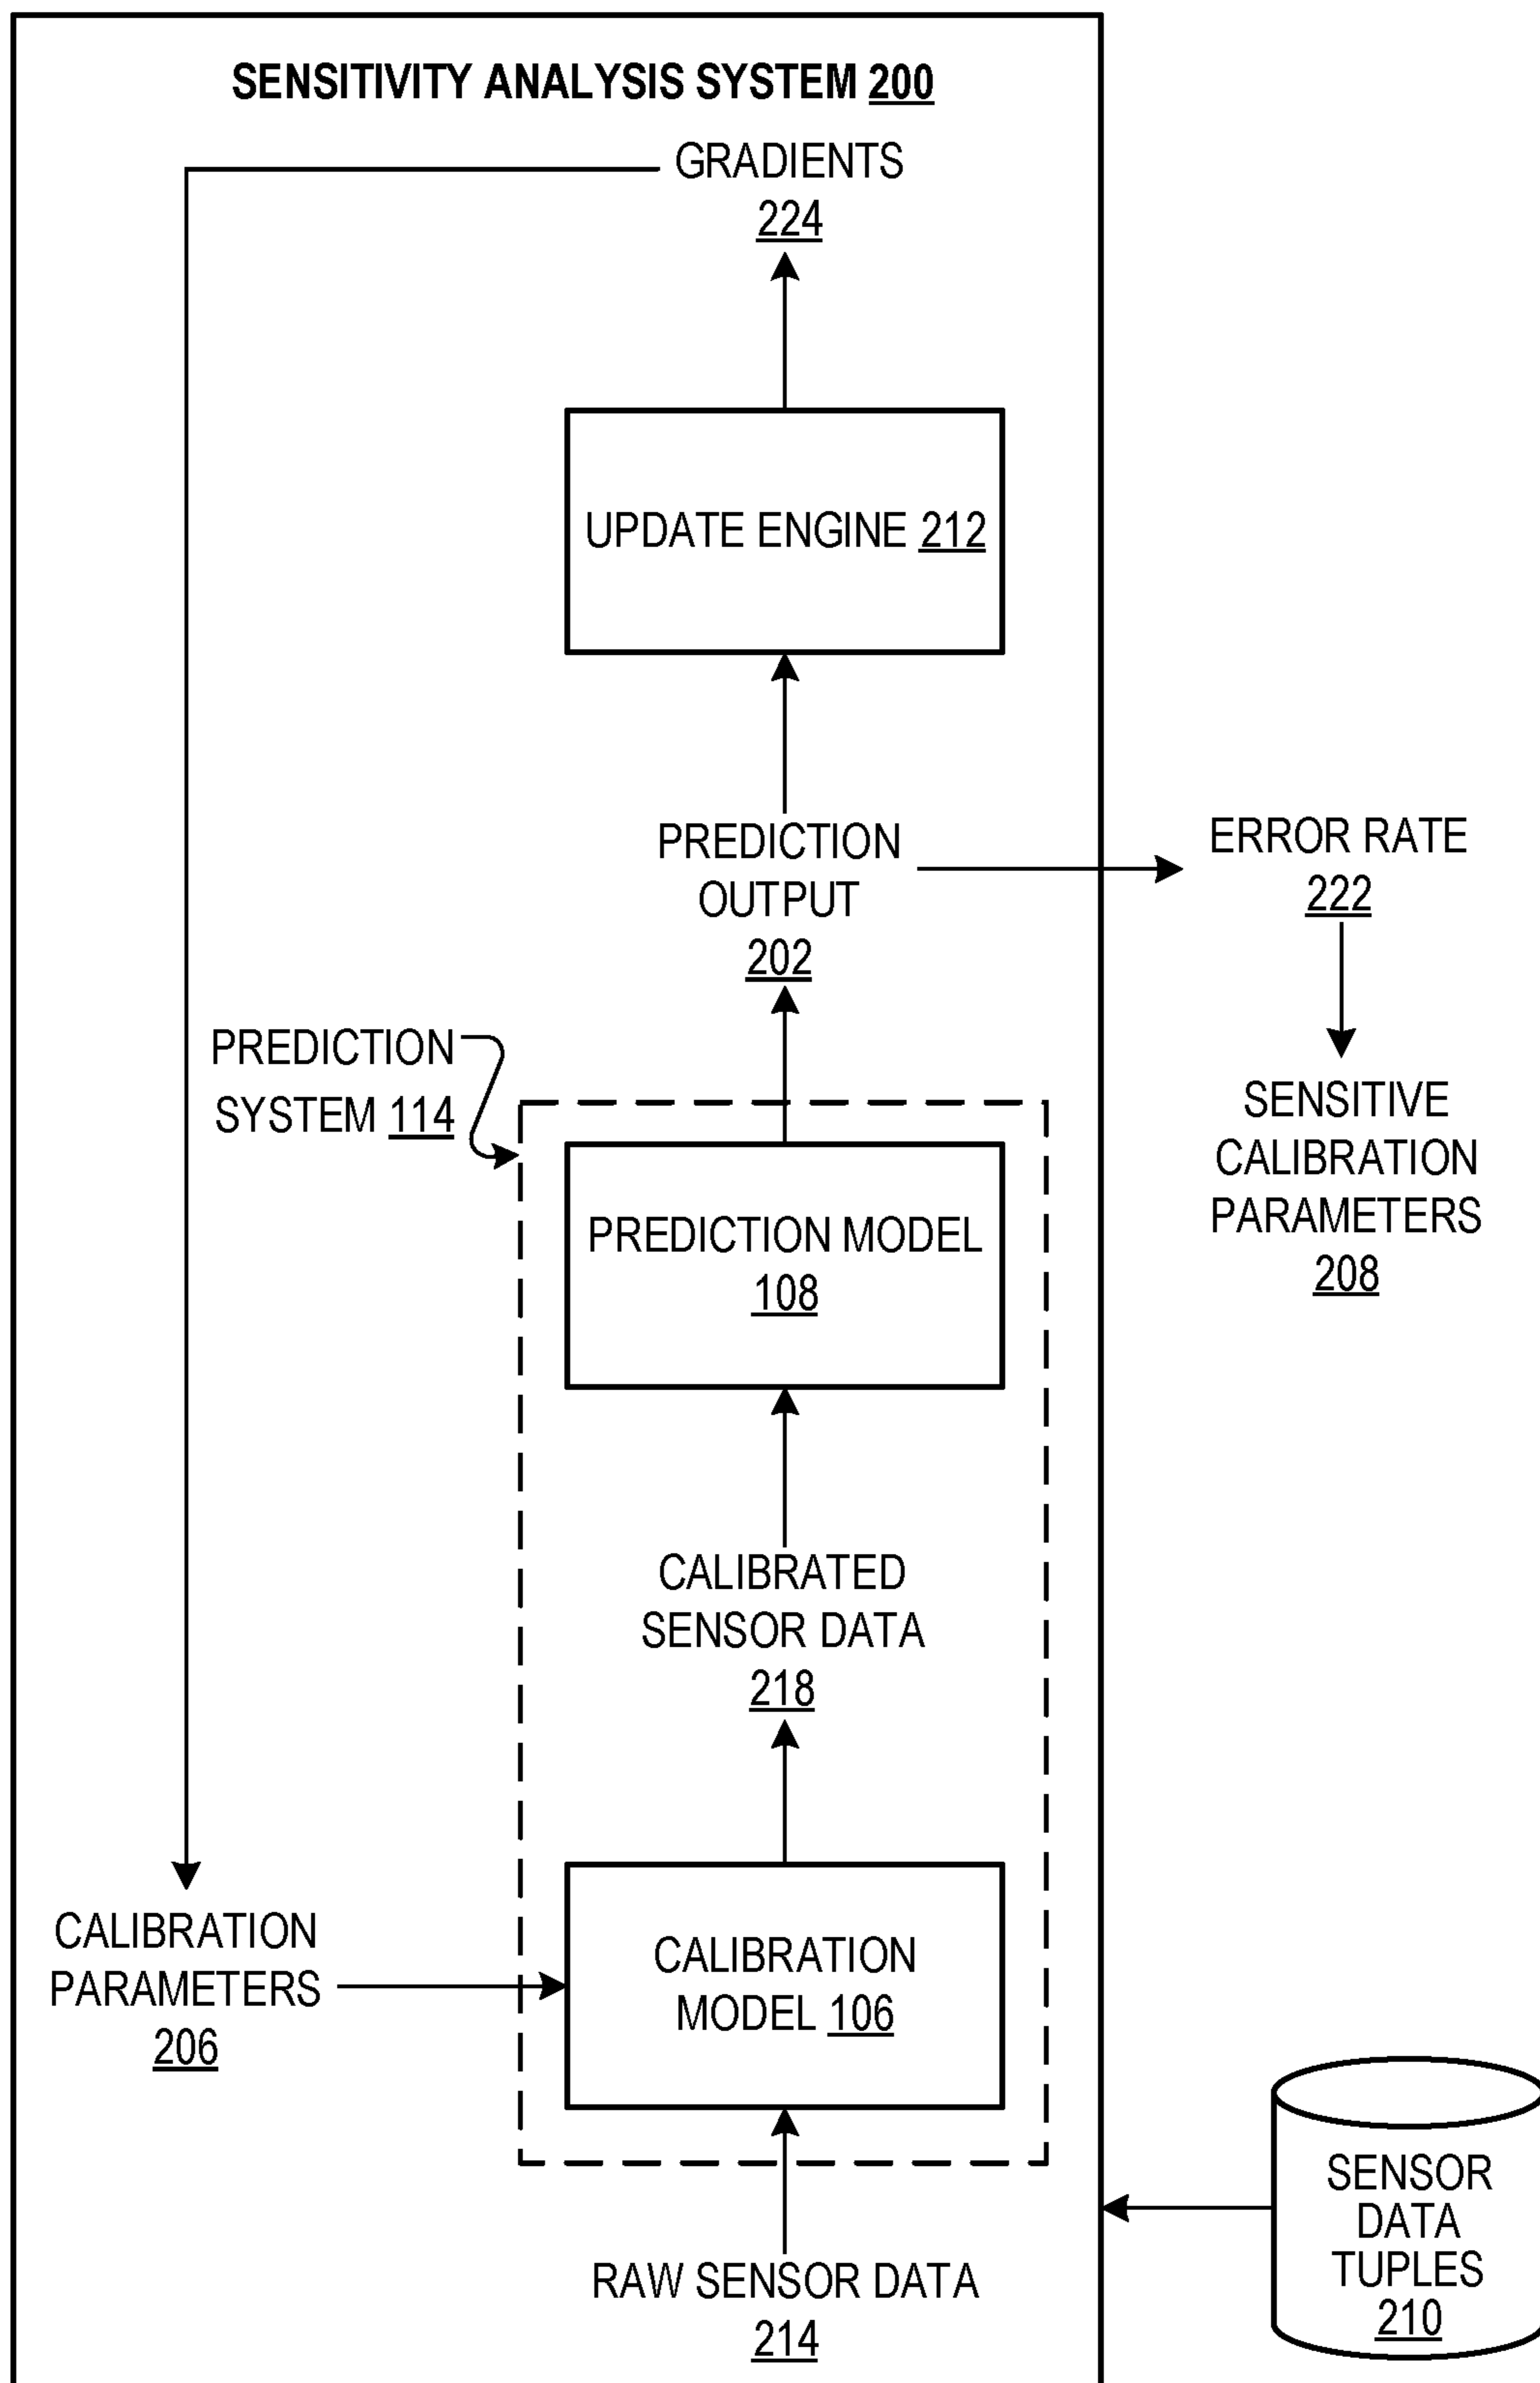 SENSITIVITY ANALYSIS SYSTEM 200
GRADIENTS
224
UPDATE ENGINE 212
PREDICTION
OUTPUT
202
ERROR RATE
222
PREDICTION
SYSTEM 114
SENSITIVE
CALIBRATION
PARAMETERS
208
PREDICTION MODEL
108
CALIBRATED
SENSOR DATA
218
CALIBRATION
PARAMETERS
206
CALIBRATION
MODEL 106
SENSOR
DATA
TUPLES
210
RAW SENSOR DATA
214